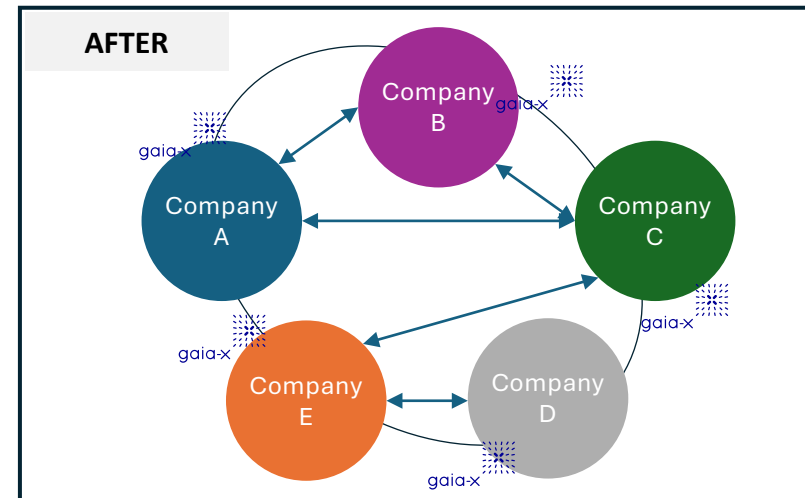 AFTER
Company
B
gaia-x
gaia-x
Company
A
Company
C
gaia-x
gaia-x
Company
E
Company
D
gaia-x